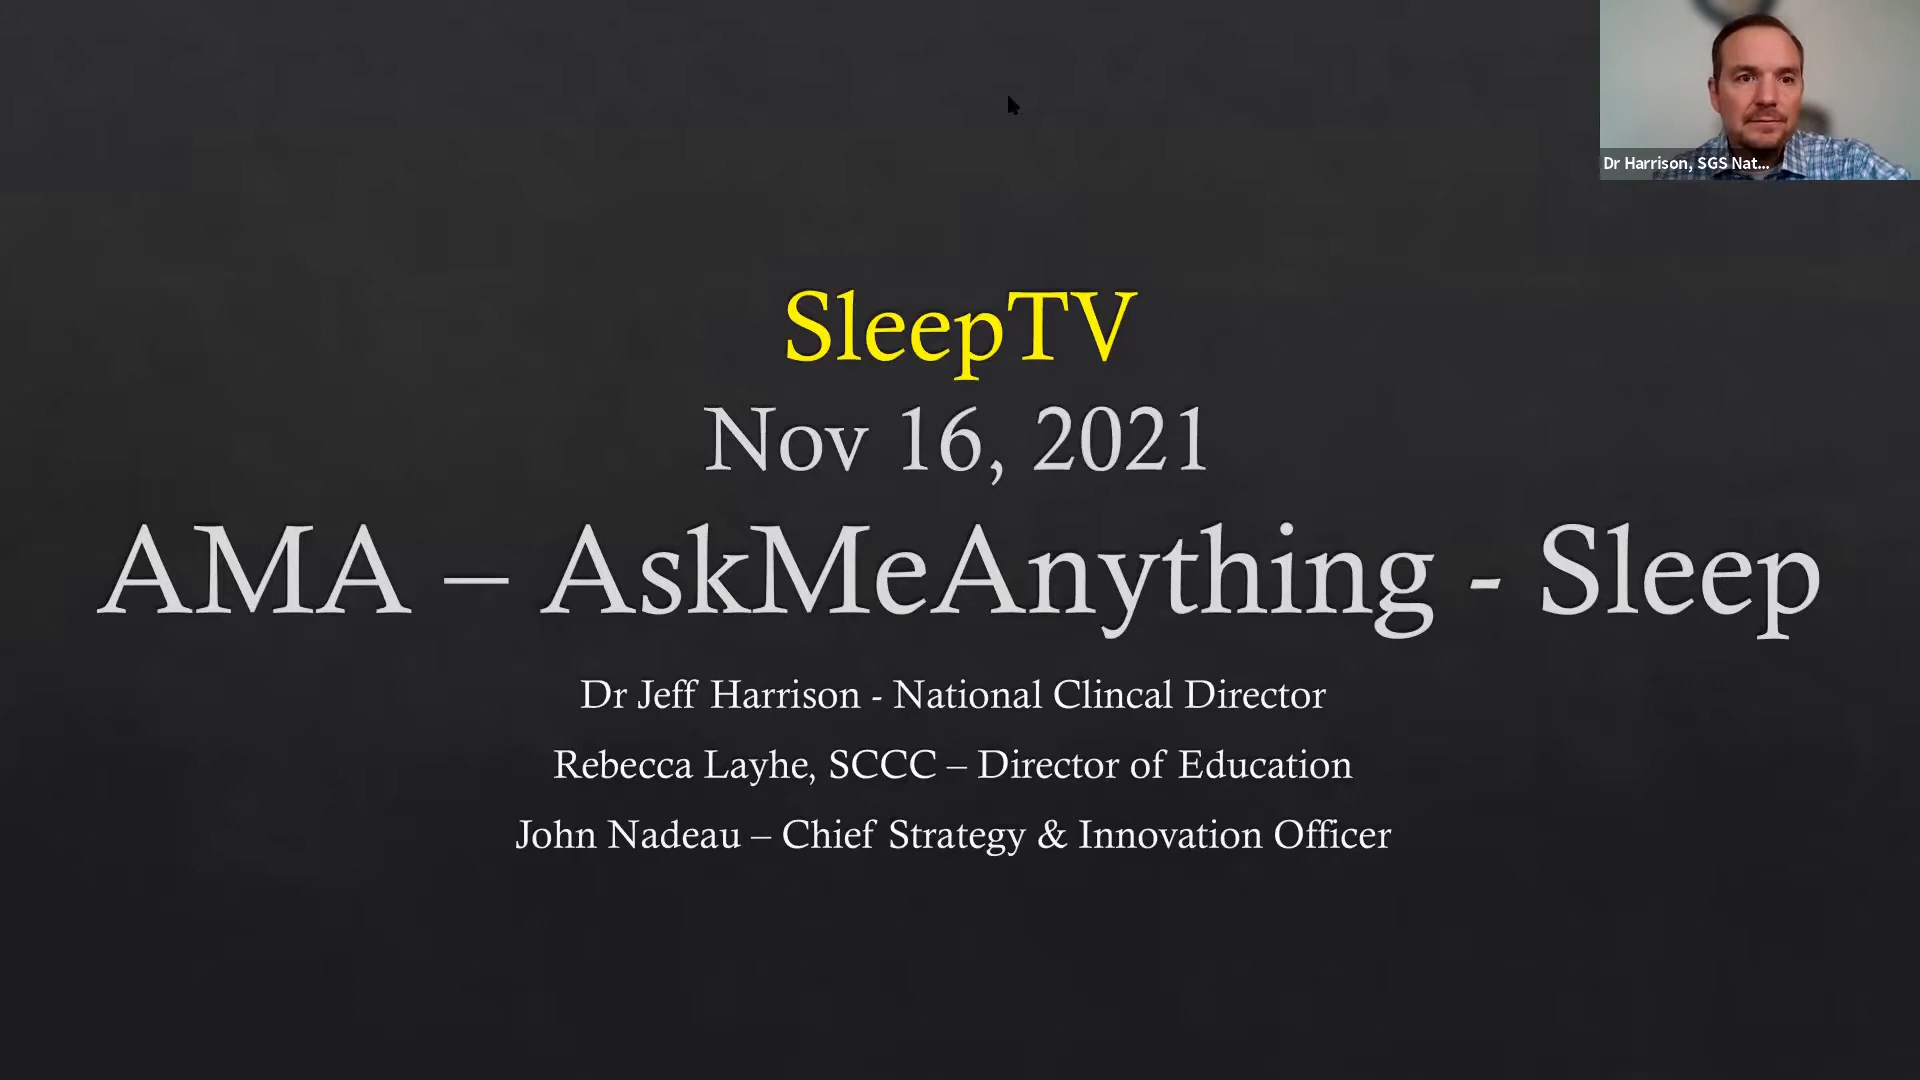 Dr Harrison, SGS Nat...
SleepTV
Nov 16, 2021
AMA – AskMeAnything - Sleep
Dr Jeff Harrison - National Clincal Director
Rebecca Layhe, SCCC – Director of Education
John Nadeau – Chief Strategy & Innovation Officer